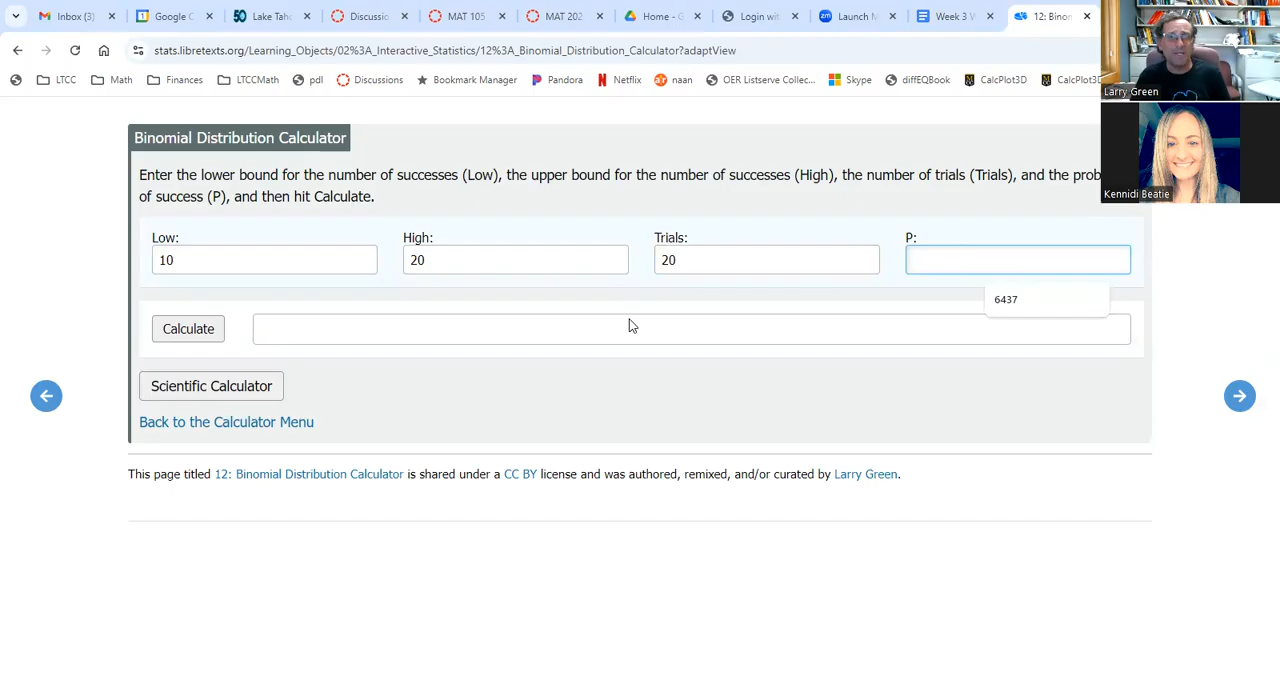 Inbox (3)
Google C
Lake Taho
Discussio
MAT 107
MAT 202
Home - G
Login wit
Launch M
Week 3 W
12: Binon
stats.libretexts.org/Learning_Objects/02%3A_Interactive_Statistics/12%3A_Binomial_Distribution_Calculator?adaptView
LTCC
Math
Finances
LTCCMath
pdl
Discussions
Bookmark Manager
Pandora
Netflix
naan
OER Listserve Collec...
Skype
diffEQBook
CalcPlot3D
CalcPlot3D
Larry Green
Kennidi Beatie
Binomial Distribution Calculator
Enter the lower bound for the number of successes (Low), the upper bound for the number of successes (High), the number of trials (Trials), and the prob
of success (P), and then hit Calculate.
Low: High: Trials: P:
10 20 20
6437
Calculate
Scientific Calculator
Back to the Calculator Menu
This page titled 12: Binomial Distribution Calculator is shared under a CC BY license and was authored, remixed, and/or curated by Larry Green.